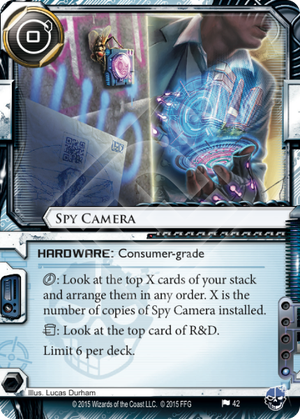 0
SPY CAMERA
HARDWARE: Consumer-grade
: Look at the top X cards of your stack
and arrange them in any order. X is the
number of copies of Spy Camera installed.
: Look at the top card of R&D.
Limit 6 per deck.
Illus. Lucas Durham
© 2015 Wizards of the Coast LLC. © 2015 FFG
42